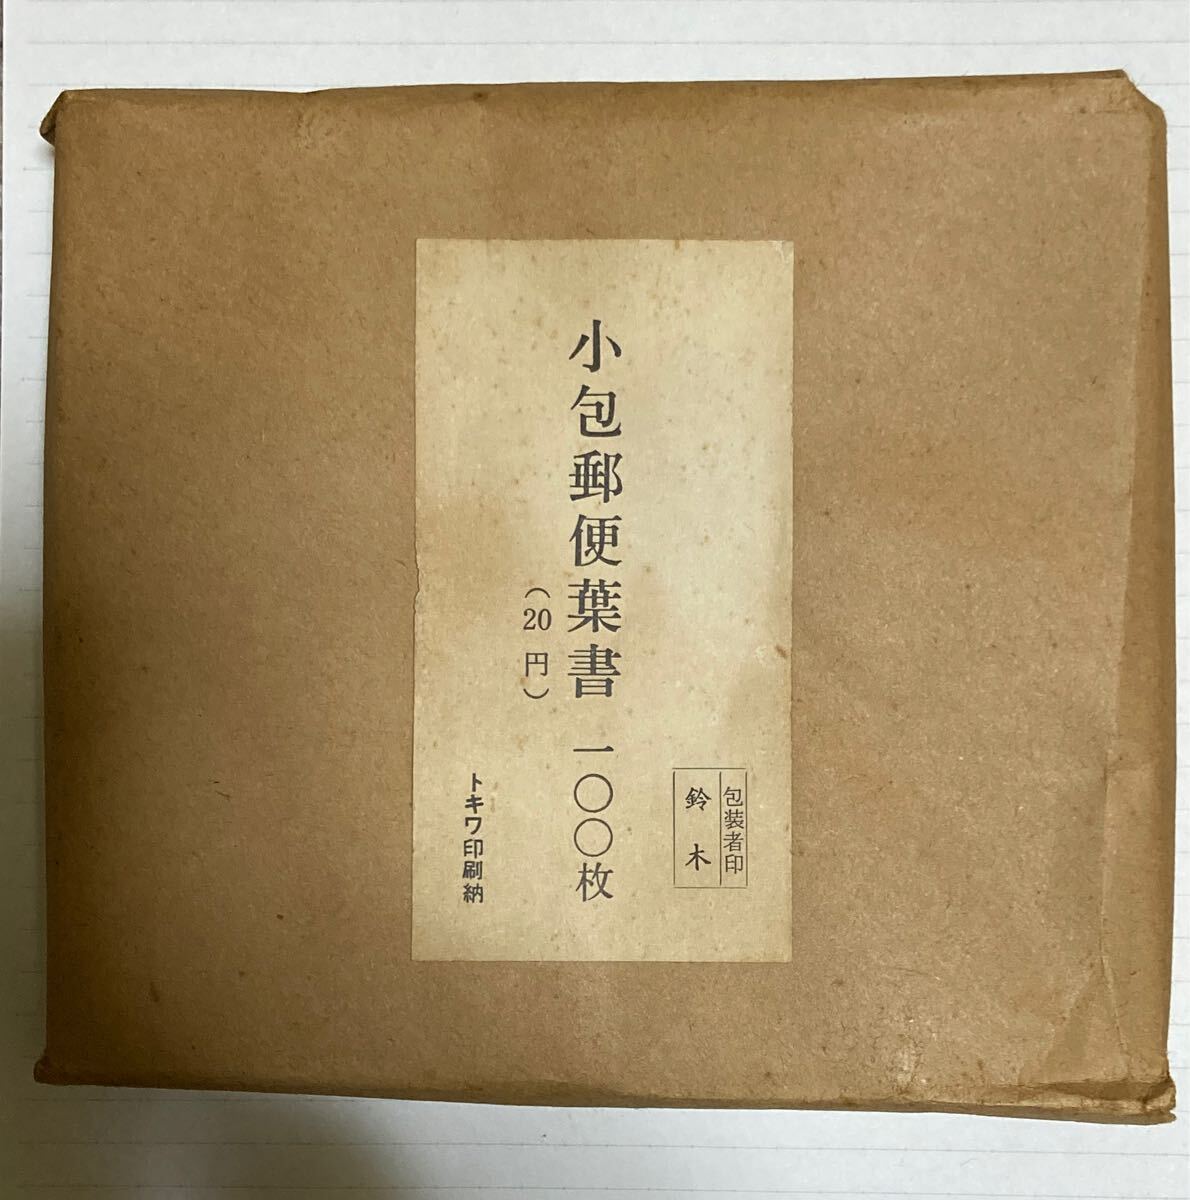 包装者印
鈴木
小包郵便葉書 一〇〇枚
(20円)
トキワ印刷納